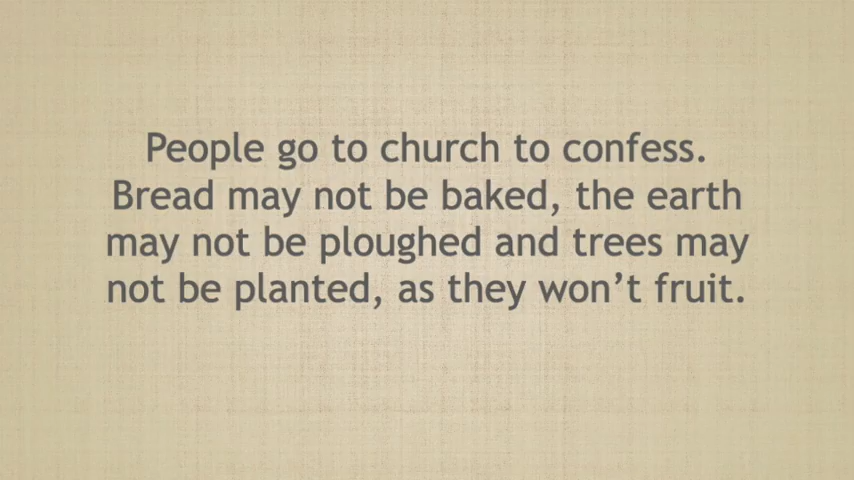 People go to church to confess.
Bread may not be baked, the earth
may not be ploughed and trees may
not be planted, as they won’t fruit.